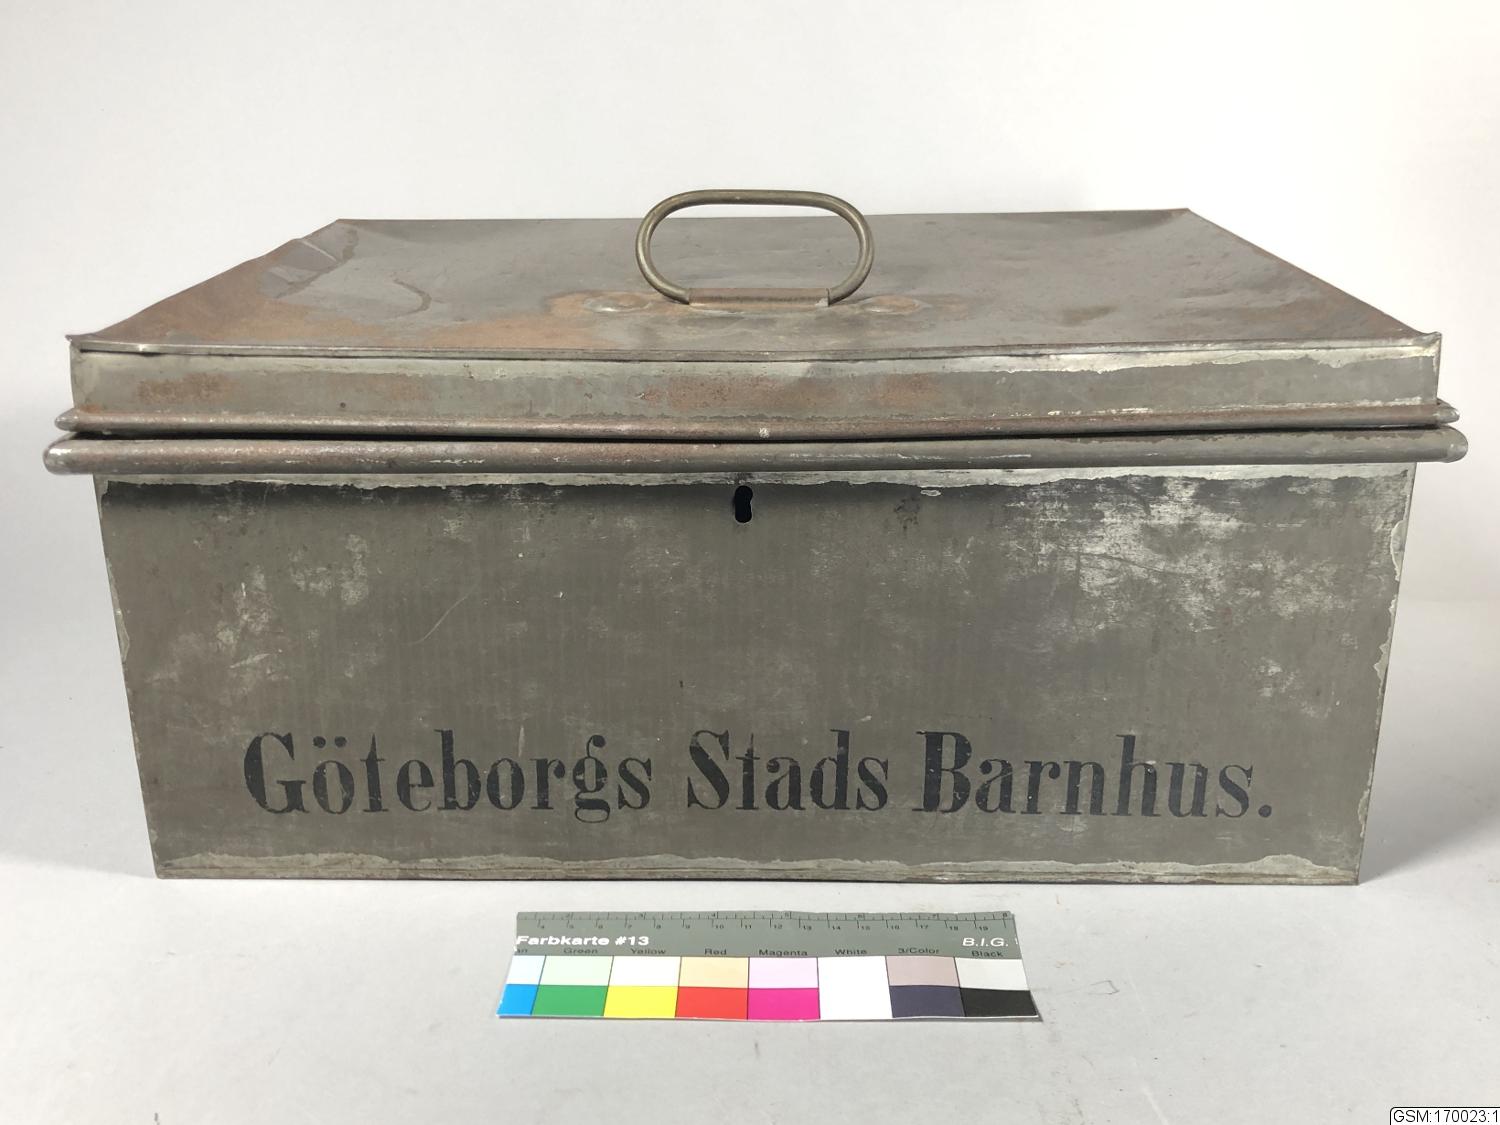 Göteborgs Stads Barnhus.
Farbkarte #13 B.I.G.
Green Yellow Red Magenta White 3/Color Black
GSM:170023:1